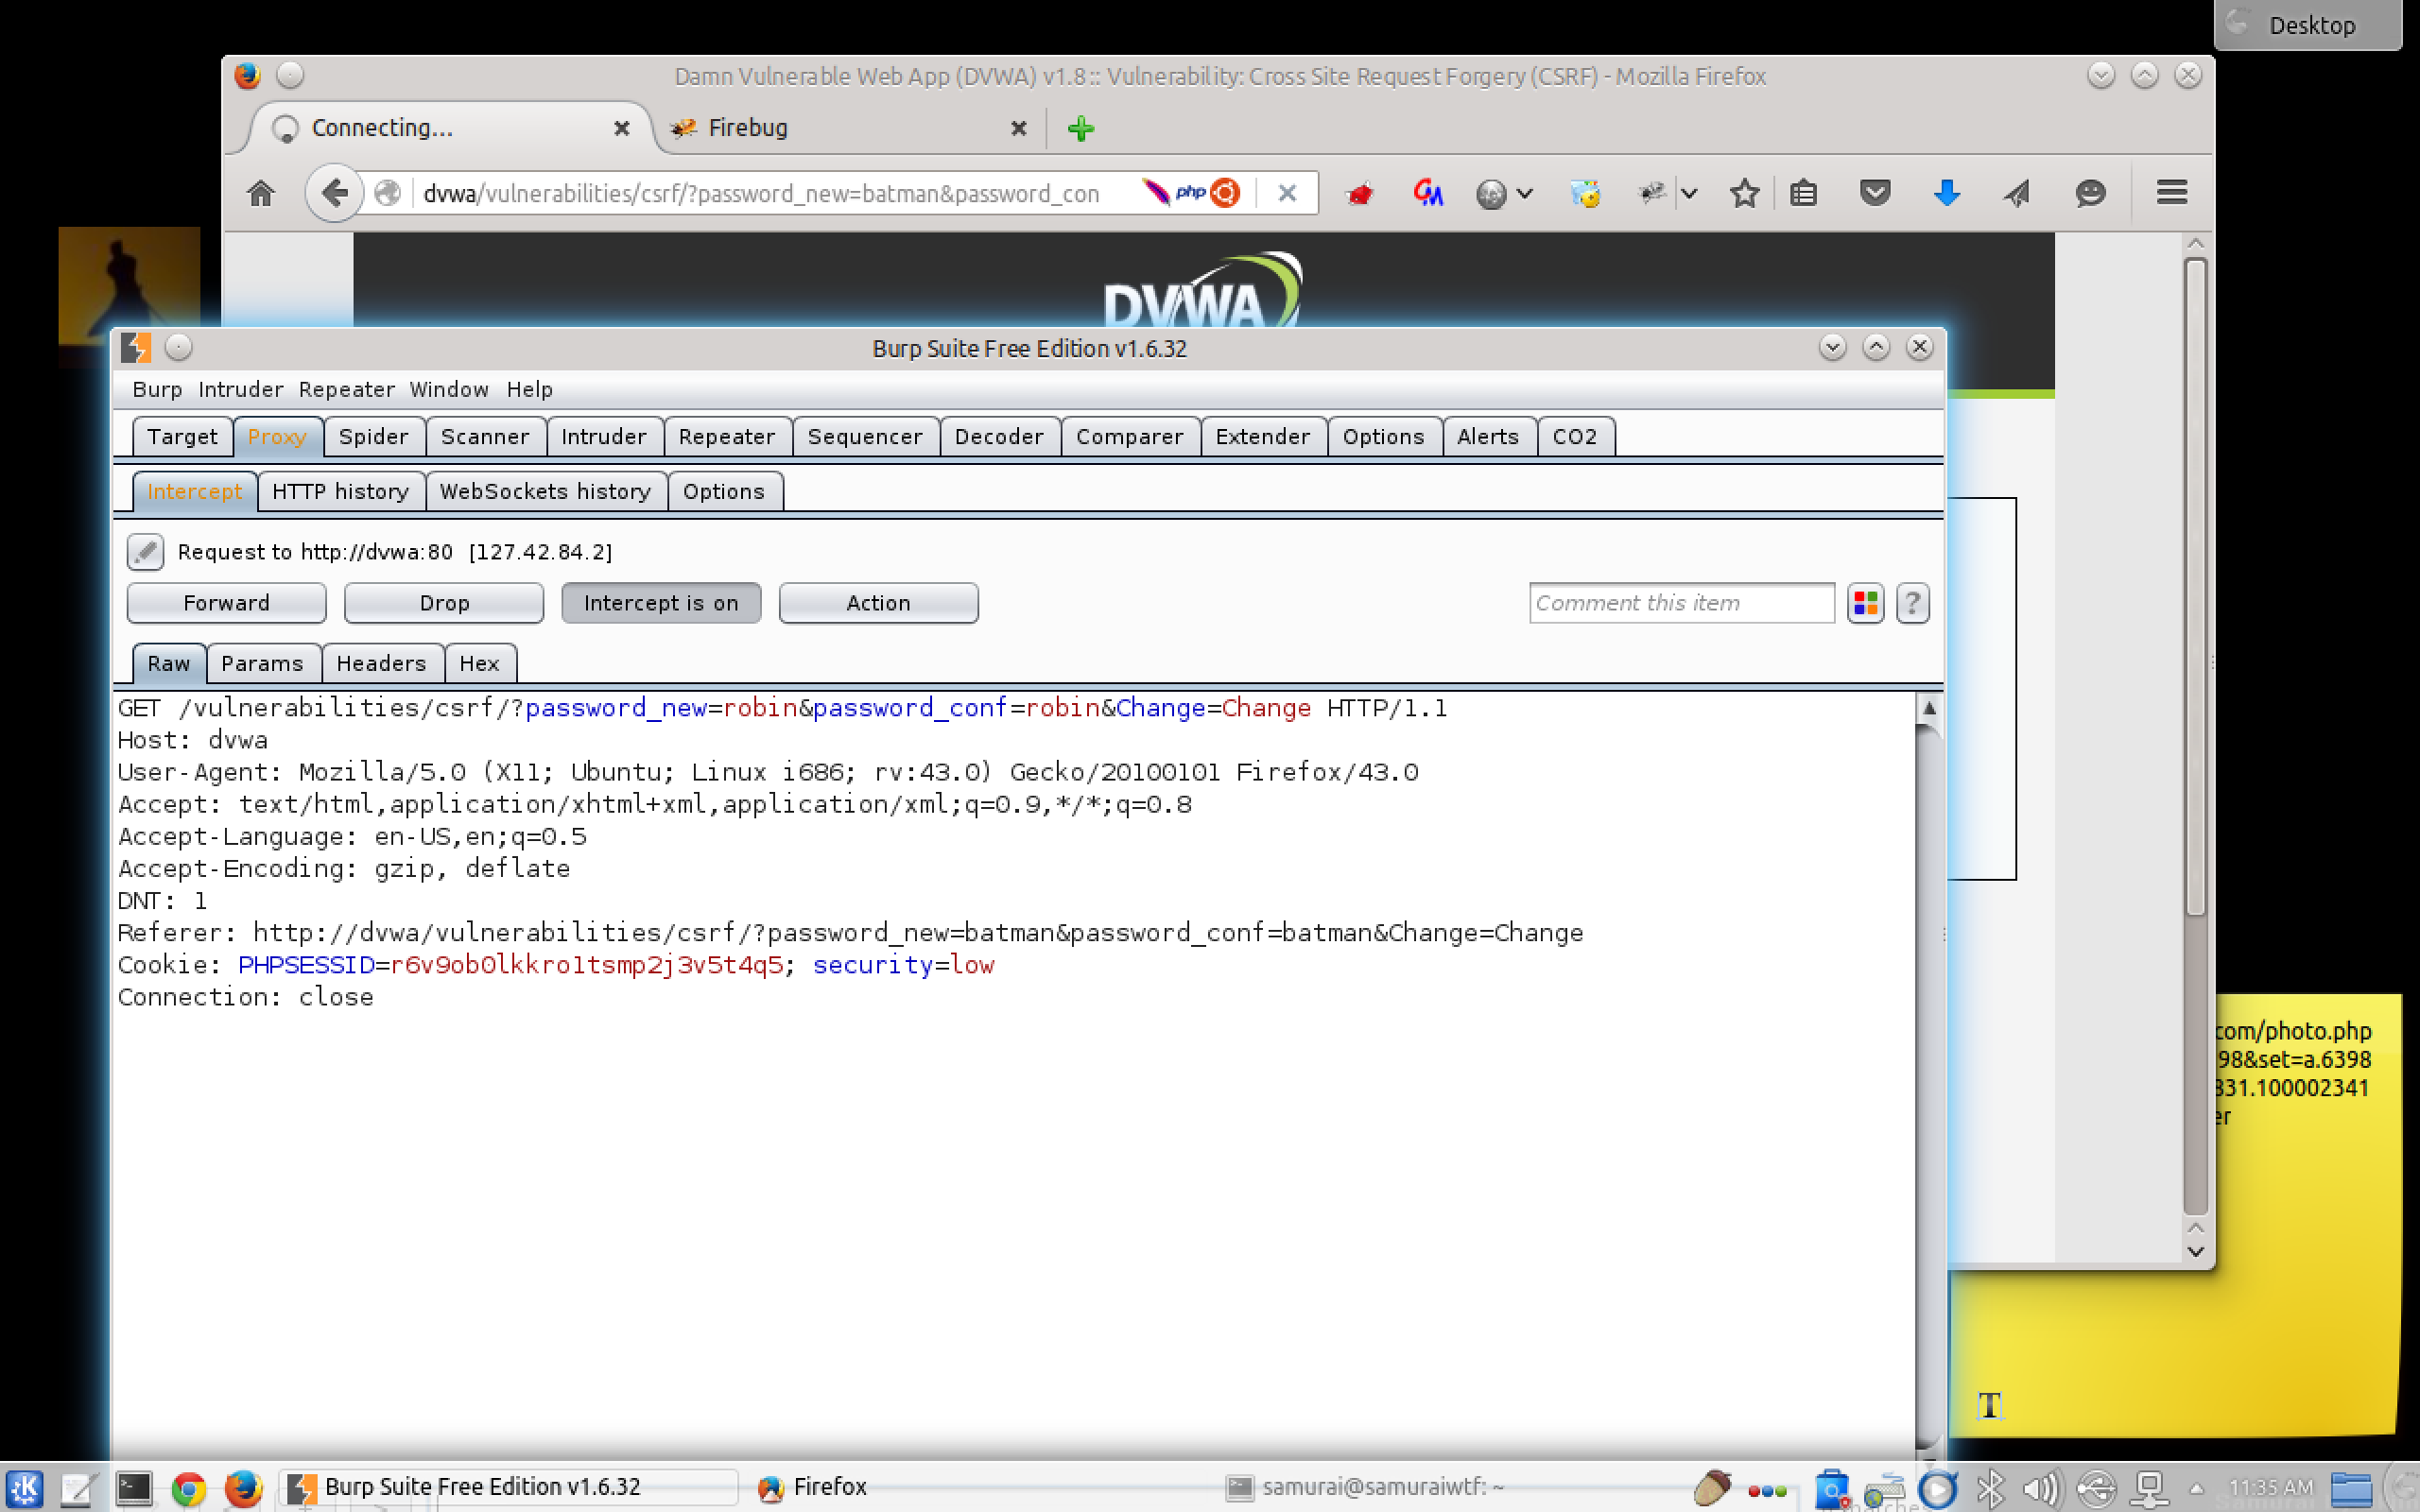 Desktop
Damn Vulnerable Web App (DVWA) v1.8 :: Vulnerability: Cross Site Request Forgery (CSRF) - Mozilla Firefox
Connecting...
Firebug
dvwa/vulnerabilities/csrf/?password_new=batman&password_con
php
DVWA
Burp Suite Free Edition v1.6.32
Burp Intruder Repeater Window Help
Target Proxy Spider Scanner Intruder Repeater Sequencer Decoder Comparer Extender Options Alerts CO2
Intercept HTTP history WebSockets history Options
Request to http://dvwa:80 [127.42.84.2]
Forward Drop Intercept is on Action Comment this item ?
Raw Params Headers Hex
GET /vulnerabilities/csrf/?password_new=robin&password_conf=robin&Change=Change HTTP/1.1
Host: dvwa
User-Agent: Mozilla/5.0 (X11; Ubuntu; Linux i686; rv:43.0) Gecko/20100101 Firefox/43.0
Accept: text/html,application/xhtml+xml,application/xml;q=0.9,*/*;q=0.8
Accept-Language: en-US,en;q=0.5
Accept-Encoding: gzip, deflate
DNT: 1
Referer: http://dvwa/vulnerabilities/csrf/?password_new=batman&password_conf=batman&Change=Change
Cookie: PHPSESSID=r6v9ob0lkkro1tsmp2j3v5t4q5; security=low
Connection: close
com/photo.php
98&set=a.6398
831.100002341
er
T
Burp Suite Free Edition v1.6.32
Firefox
samurai@samuraiwtf: ~
11:35 AM